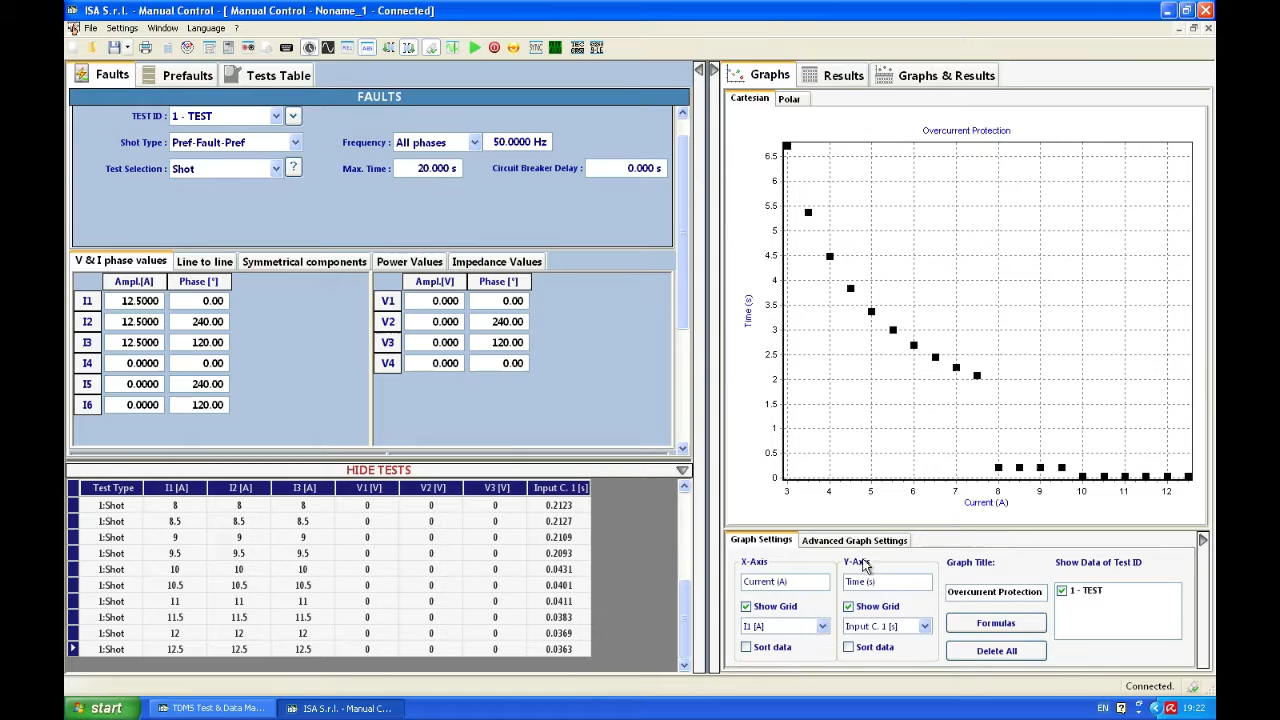 ISA S.r.l. - Manual Control - [ Manual Control - Noname_1 - Connected]
File Settings Window Language ?
Faults Prefaults Tests Table
FAULTS
TEST ID : 1 - TEST
Shot Type : Pref-Fault-Pref Frequency : All phases 50.0000 Hz
Test Selection : Shot ? Max. Time : 20.000 s Circuit Breaker Delay : 0.000 s
V & I phase values Line to line Symmetrical components Power Values Impedance Values
Ampl.[A] Phase [°] Ampl.[V] Phase [°]
I1 12.5000 0.00 V1 0.000 0.00
I2 12.5000 240.00 V2 0.000 240.00
I3 12.5000 120.00 V3 0.000 120.00
I4 0.0000 0.00 V4 0.000 0.00
I5 0.0000 240.00
I6 0.0000 120.00
HIDE TESTS
Test Type I1 [A] I2 [A] I3 [A] V1 [V] V2 [V] V3 [V] Input C. 1 [s]
1:Shot 8 8 8 0 0 0 0.2123
1:Shot 8.5 8.5 8.5 0 0 0 0.2127
1:Shot 9 9 9 0 0 0 0.2109
1:Shot 9.5 9.5 9.5 0 0 0 0.2093
1:Shot 10 10 10 0 0 0 0.0431
1:Shot 10.5 10.5 10.5 0 0 0 0.0401
1:Shot 11 11 11 0 0 0 0.0411
1:Shot 11.5 11.5 11.5 0 0 0 0.0383
1:Shot 12 12 12 0 0 0 0.0369
1:Shot 12.5 12.5 12.5 0 0 0 0.0363
Graphs Results Graphs & Results
Cartesian Polar
Overcurrent Protection
6.5
6
5.5
5
4.5
4
3.5
3
2.5
2
1.5
1
0.5
0
Time (s)
3 4 5 6 7 8 9 10 11 12
Current (A)
Graph Settings Advanced Graph Settings
X-Axis Y-Axis Graph Title: Show Data of Test ID
Current (A) Time (s) Overcurrent Protection 1 - TEST
Show Grid Show Grid
I1 [A] Input C. 1 [s] Formulas
Sort data Sort data Delete All
Connected.
start TDMS Test & Data Ma... ISA S.r.l. - Manual C... EN ? 19:22